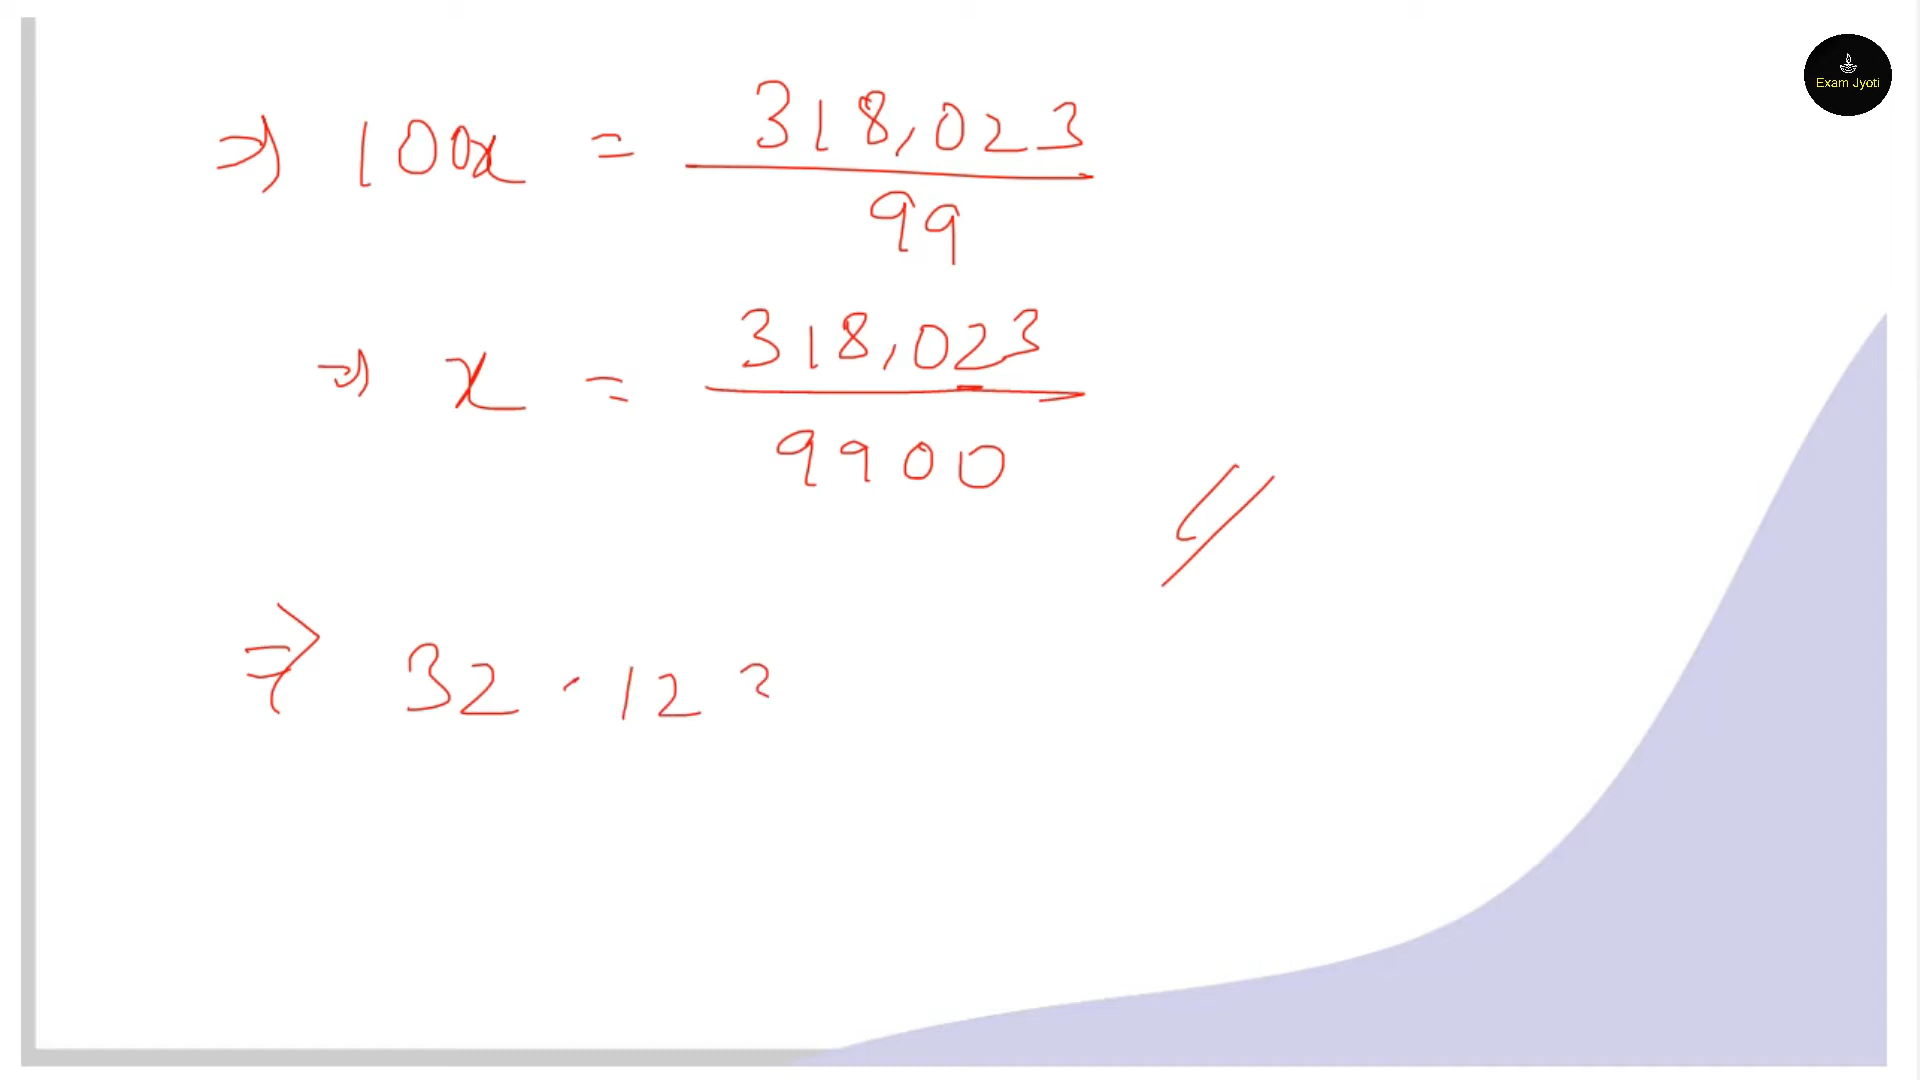 Exam Jyoti
⇒ 100x = 318,023 / 99
⇒ x = 318,023 / 9900
⇒ 32.12